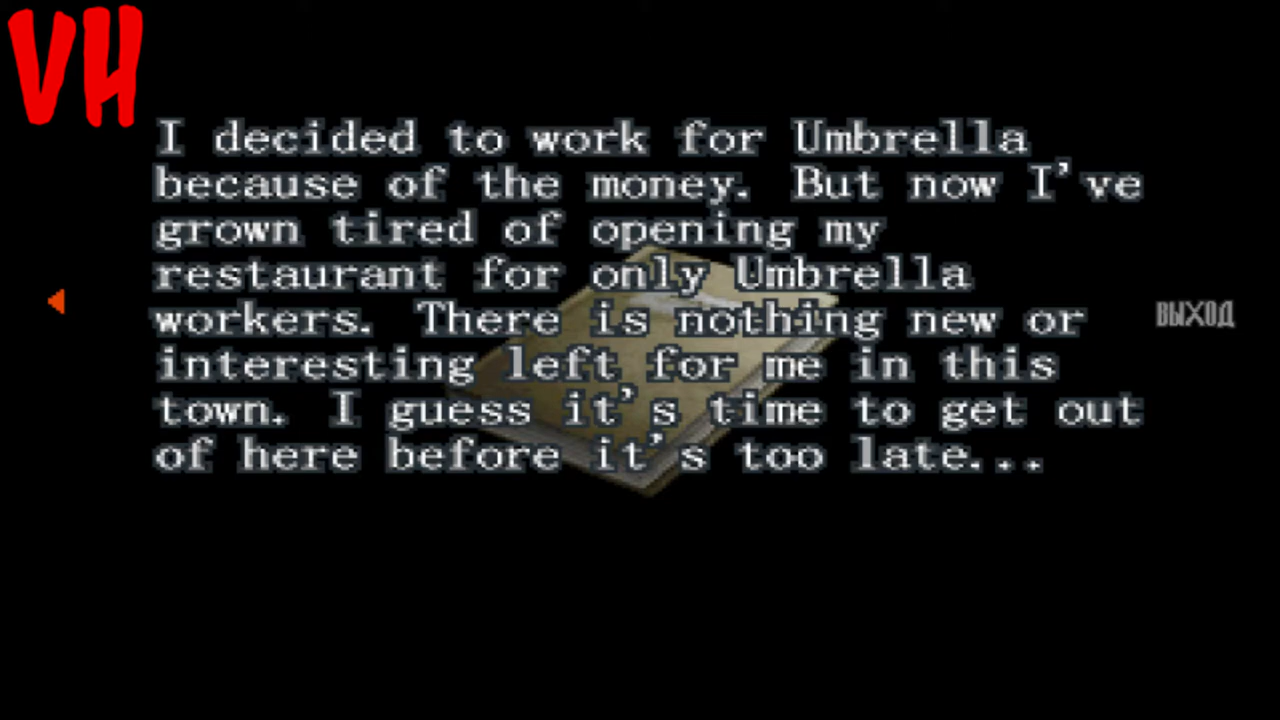 VH
I decided to work for Umbrella
because of the money. But now I've
grown tired of opening my
restaurant for only Umbrella
workers. There is nothing new or
interesting left for me in this
town. I guess it's time to get out
of here before it's too late...
ВЫХОД